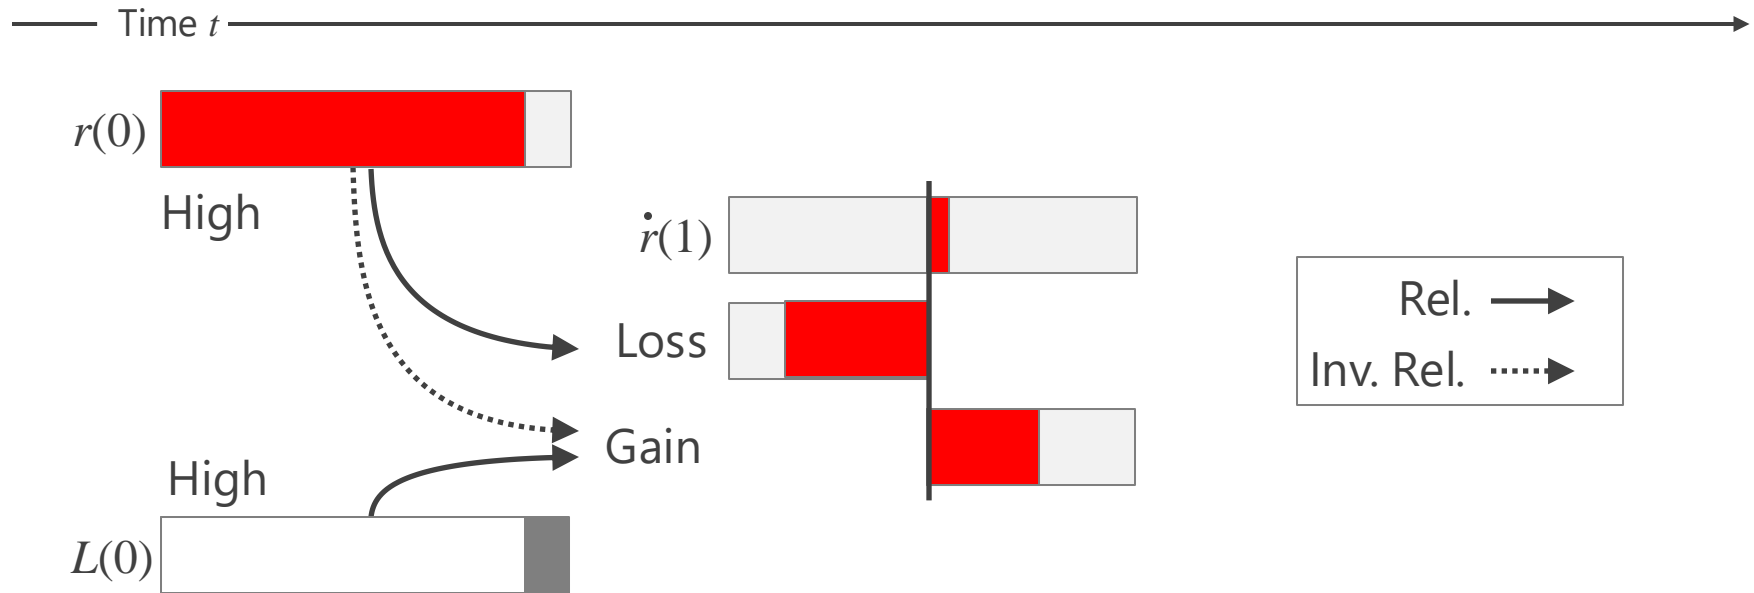 Time t
r(0)
High
ṙ(1)
Loss
Gain
High
L(0)
Rel.
Inv. Rel.